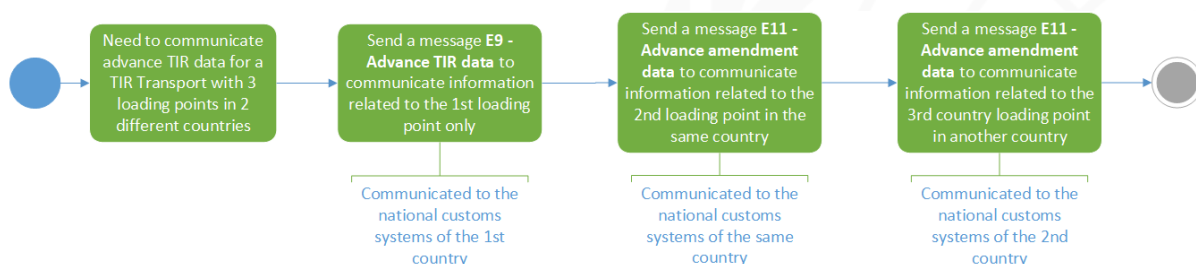 Need to communicate
advance TIR data for a
TIR Transport with 3
loading points in 2
different countries
Send a message E9 -
Advance TIR data to
communicate information
related to the 1st loading
point only
Send a message E11 -
Advance amendment
data to communicate
information related to the
2nd loading point in the
same country
Send a message E11 -
Advance amendment
data to communicate
information related to the
3rd country loading point
in another country
Communicated to the
national customs
systems of the 1st
country
Communicated to the
national customs
systems of the same
country
Communicated to the
national customs
systems of the 2nd
country